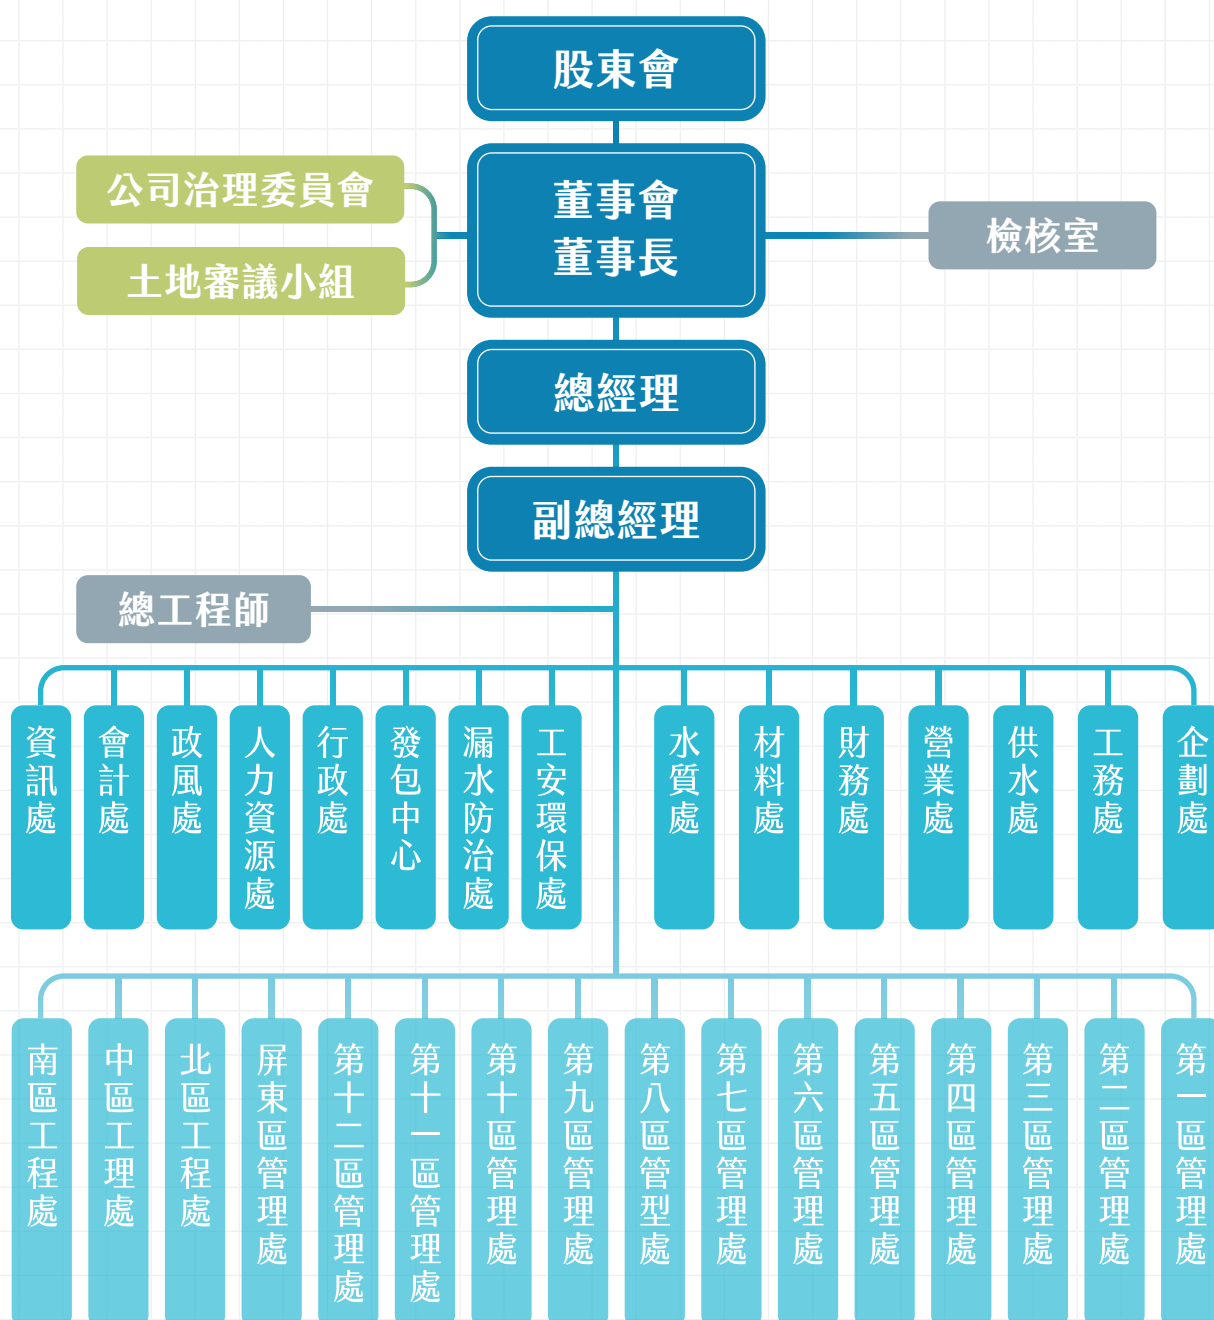 股東會
公司治理委員會
土地審議小組
董事會
董事長
檢核室
總經理
副總經理
總工程師
資訊處
會計處
政風處
人力資源處
行政處
發包中心
漏水防治處
工安環保處
水質處
材料處
財務處
營業處
供水處
工務處
企劃處
南區工程處
中區工理處
北區工程處
屏東區管理處
第十二區管理處
第十一區管理處
第十區管理處
第九區管理處
第八區管型處
第七區管理處
第六區管理處
第五區管理處
第四區管理處
第三區管理處
第二區管理處
第一區管理處